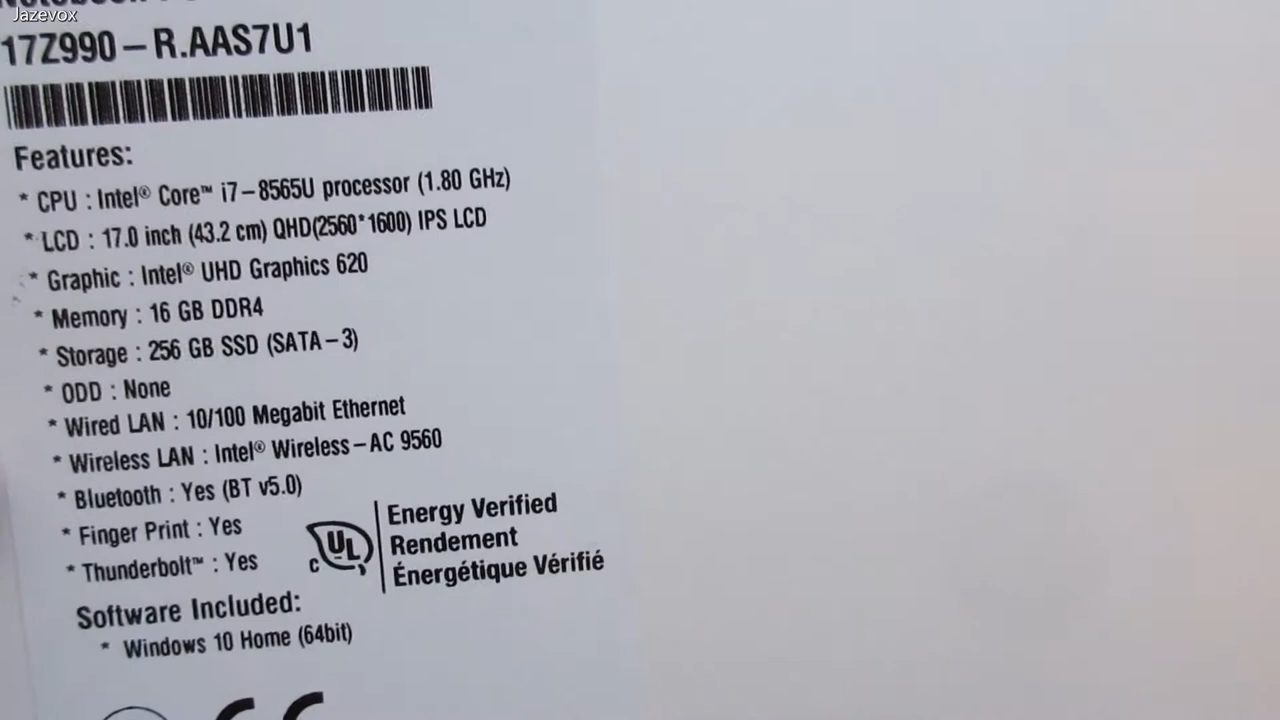 Jazevox
17Z990-R.AAS7U1
Features:
* CPU : Intel® Core™ i7-8565U processor (1.80 GHz)
* LCD : 17.0 inch (43.2 cm) QHD(2560*1600) IPS LCD
* Graphic : Intel® UHD Graphics 620
* Memory : 16 GB DDR4
* Storage : 256 GB SSD (SATA-3)
* ODD : None
* Wired LAN : 10/100 Megabit Ethernet
* Wireless LAN : Intel® Wireless-AC 9560
* Bluetooth : Yes (BT v5.0)
* Finger Print : Yes
* Thunderbolt™ : Yes
C UL
Energy Verified
Rendement
Énergétique Vérifié
Software Included:
* Windows 10 Home (64bit)
CE